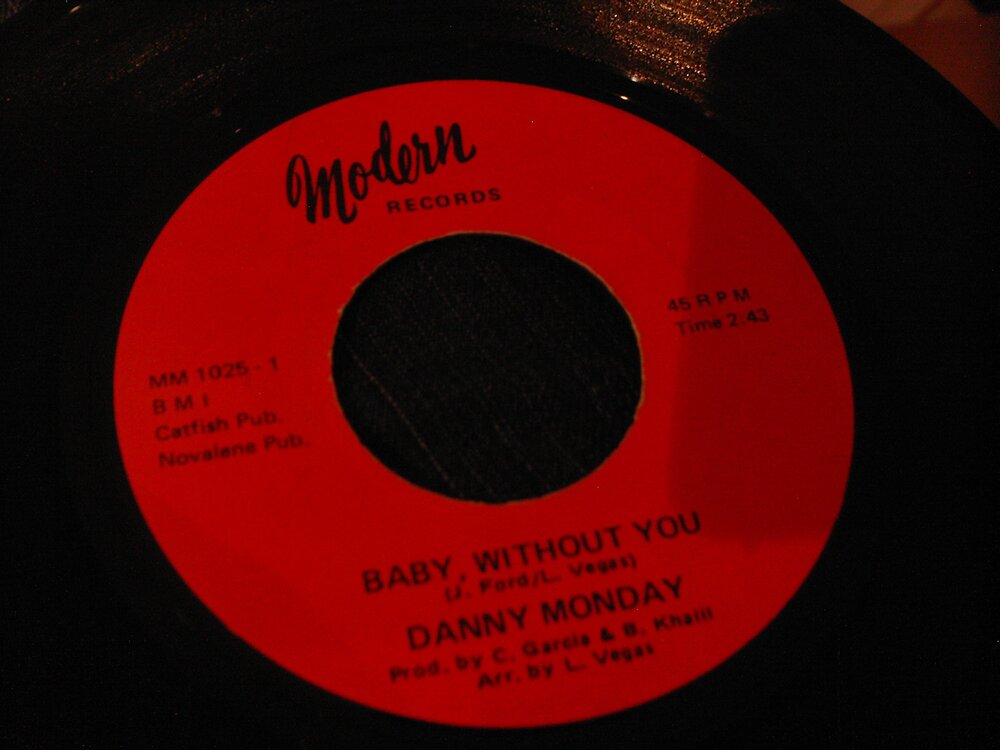 Modern
RECORDS
45 RPM
Time 2:43
MM 1025 - 1
B M I
Catfish Pub.
Novalene Pub.
BABY, WITHOUT YOU
(J. Ford/L. Vegas)
DANNY MONDAY
Prod. by C. Garcia & B. Khalil
Arr. by L. Vegas